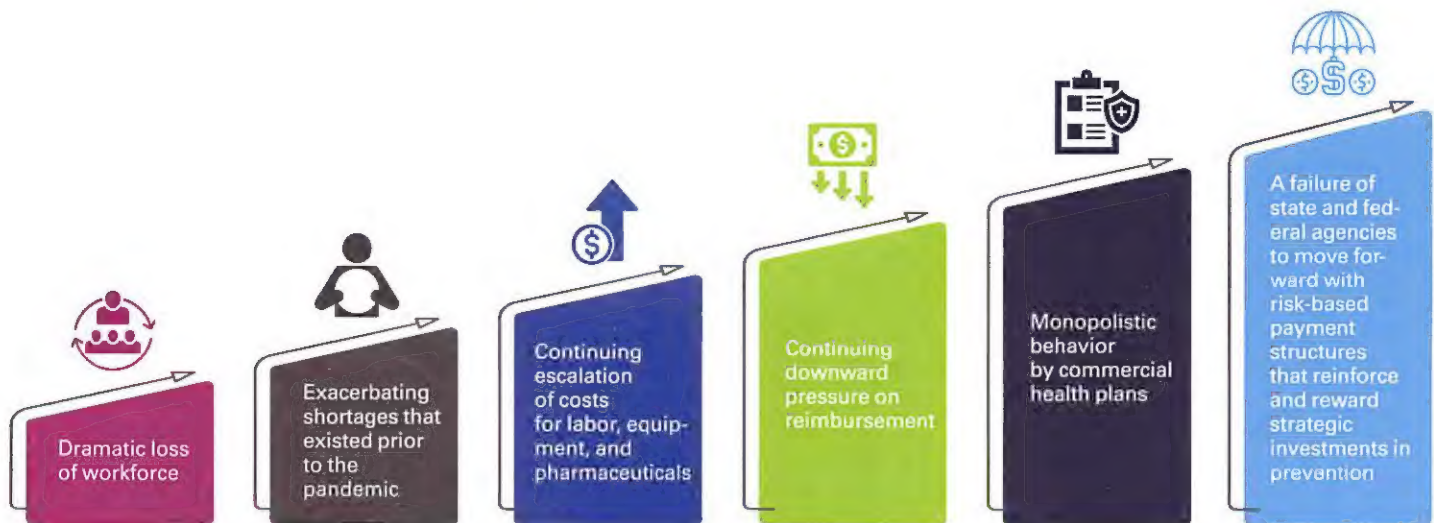 Dramatic loss
of workforce
Exacerbating
shortages that
existed prior
to the
pandemic
Continuing
escalation
of costs
for labor, equip-
ment, and
pharmaceuticals
Continuing
downward
pressure on
reimbursement
Monopolistic
behavior
by commercial
health plans
A failure of
state and fed-
eral agencies
to move for-
ward with
risk-based
payment
structures
that reinforce
and reward
strategic
investments in
prevention